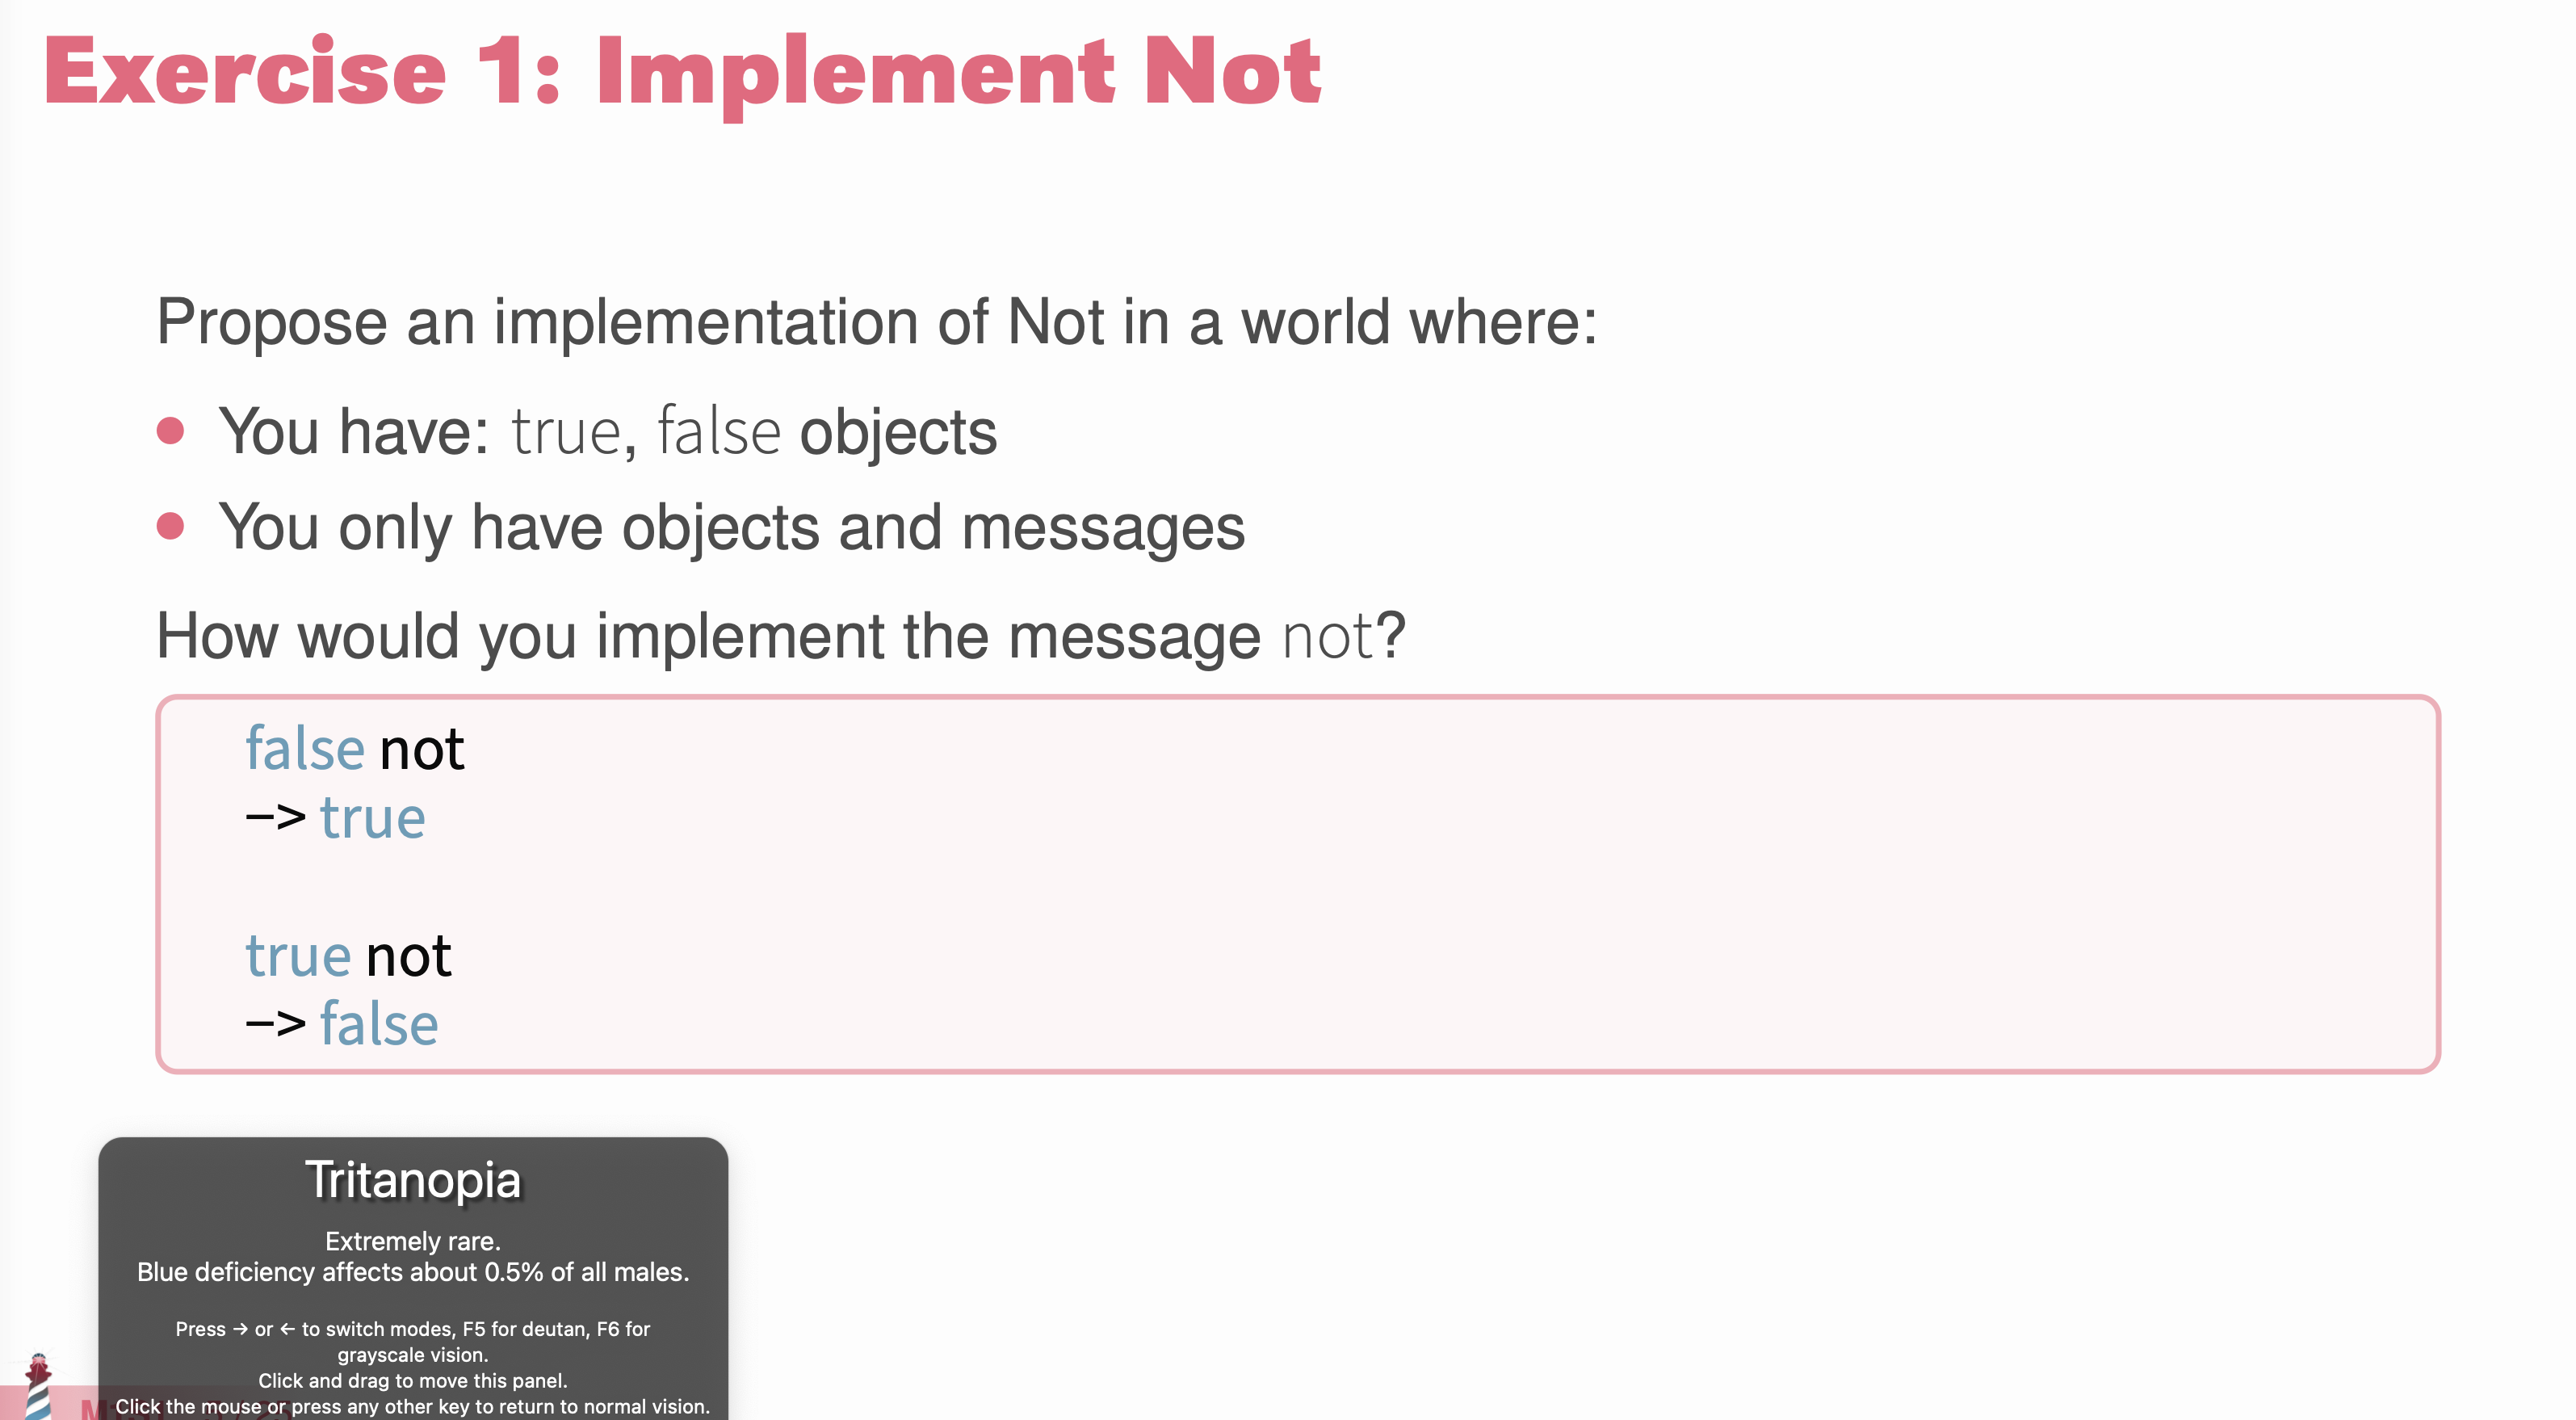 Exercise 1: Implement Not
Propose an implementation of Not in a world where:
• You have: true, false objects
• You only have objects and messages
How would you implement the message not?
false not
–> true
true not
–> false
Tritanopia
Extremely rare.
Blue deficiency affects about 0.5% of all males.
Press → or ← to switch modes, F5 for deutan, F6 for
grayscale vision.
Click and drag to move this panel.
Click the mouse or press any other key to return to normal vision.